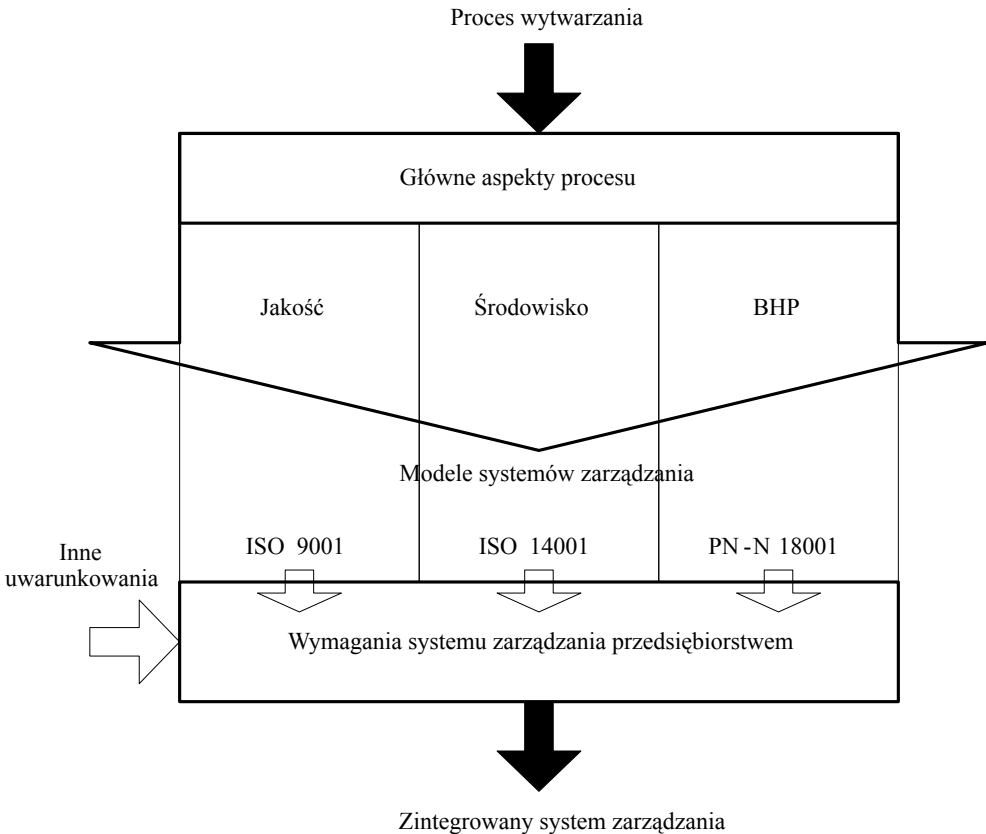 Proces wytwarzania
Główne aspekty procesu
Jakość
Środowisko
BHP
Modele systemów zarządzania
ISO 9001
ISO 14001
PN-N 18001
Inne
uwarunkowania
Wymagania systemu zarządzania przedsiębiorstwem
Zintegrowany system zarządzania